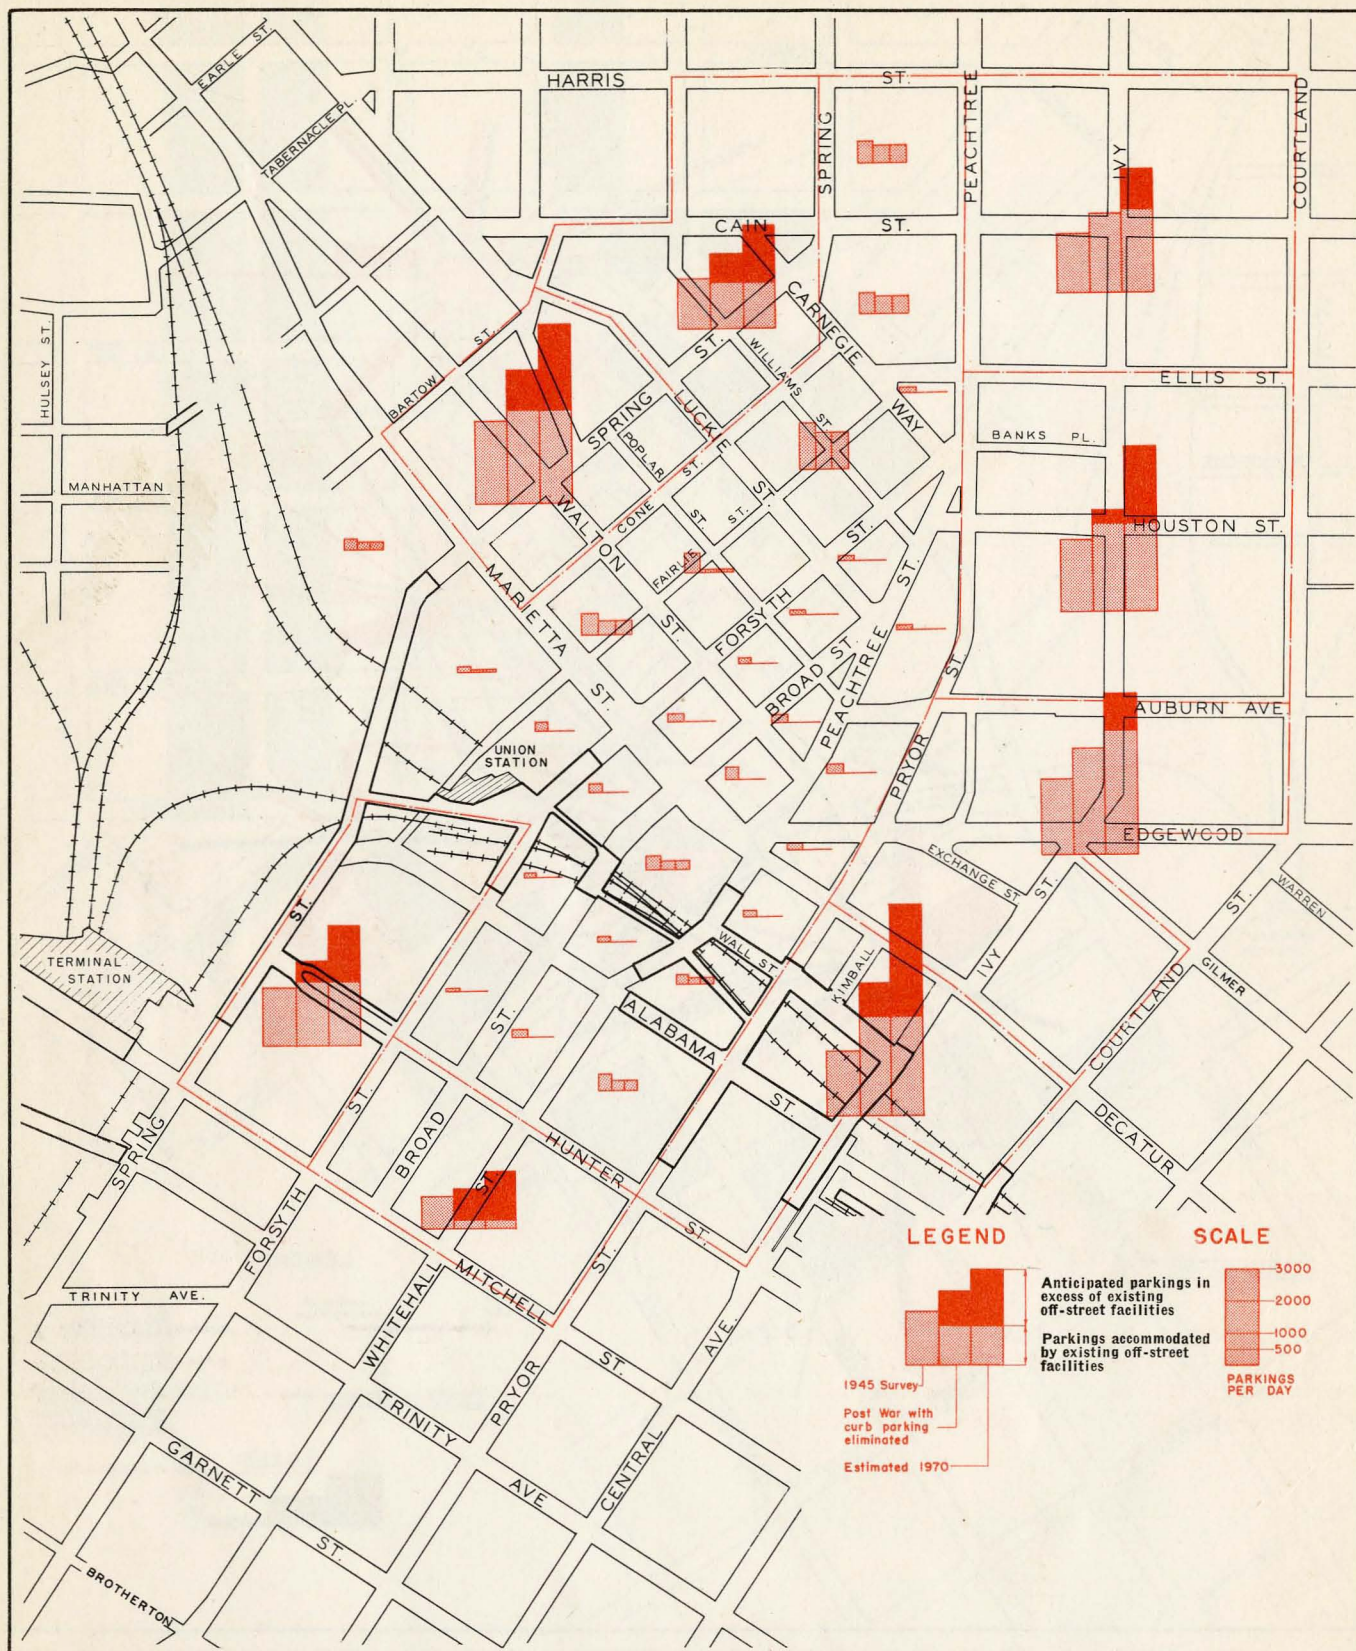 EARLE ST.
HARRIS ST.
TABERNACLE PL.
SPRING
PEACHTREE
IVY
COURTLAND
CAIN ST.
CARNEGIE WAY
HULSEY ST.
BARTOW ST.
ST.
WILLIAMS ST.
ELLIS ST.
SPRING
LUCKIE ST.
POPLAR ST.
BANKS PL.
MANHATTAN
WALTON ST.
CONE ST.
ST.
HOUSTON ST.
FAIRLIE
MARIETTA ST.
FORSYTH ST.
BROAD ST.
PEACHTREE ST.
PRYOR ST.
AUBURN AVE
UNION
STATION
EDGEWOOD
EXCHANGE ST.
IVY ST.
WARREN
ST.
GILMER
TERMINAL
STATION
ST.
WALL ST
KIMBALL
COURTLAND
ALABAMA ST.
DECATUR
SPRING
FORSYTH
ST.
BROAD
ST.
HUNTER ST.
WHITEHALL
ST.
MITCHELL ST.
PRYOR
ST.
TRINITY AVE.
TRINITY AVE
CENTRAL
AVE.
GARNETT ST.
BROTHERTON
LEGEND
Anticipated parkings in
excess of existing
off-street facilities
Parkings accommodated
by existing off-street
facilities
1945 Survey
Post War with
curb parking
eliminated
Estimated 1970
SCALE
3000
2000
1000
500
PARKINGS
PER DAY